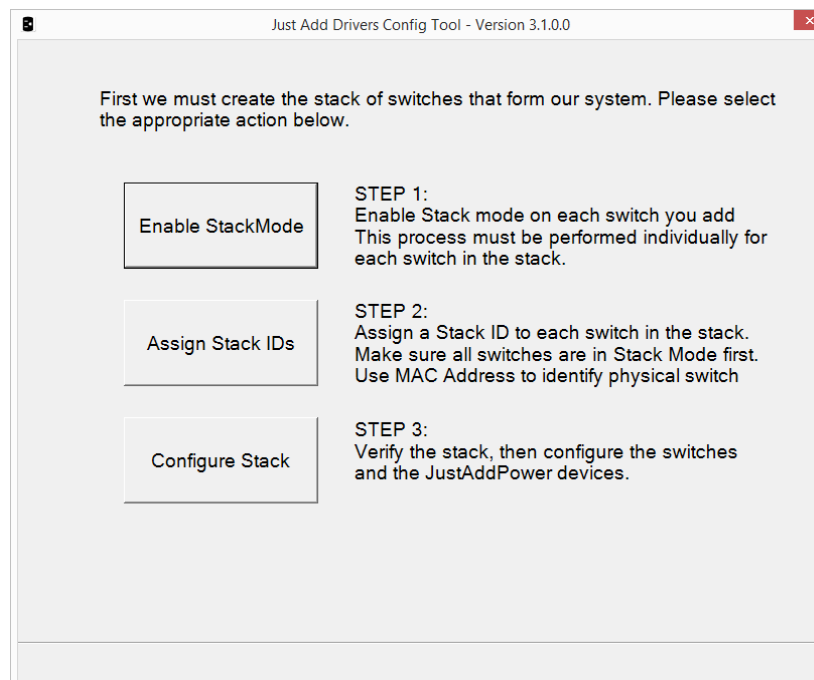 Just Add Drivers Config Tool - Version 3.1.0.0
First we must create the stack of switches that form our system. Please select
the appropriate action below.
Enable StackMode
STEP 1:
Enable Stack mode on each switch you add
This process must be performed individually for
each switch in the stack.
Assign Stack IDs
STEP 2:
Assign a Stack ID to each switch in the stack.
Make sure all switches are in Stack Mode first.
Use MAC Address to identify physical switch
Configure Stack
STEP 3:
Verify the stack, then configure the switches
and the JustAddPower devices.